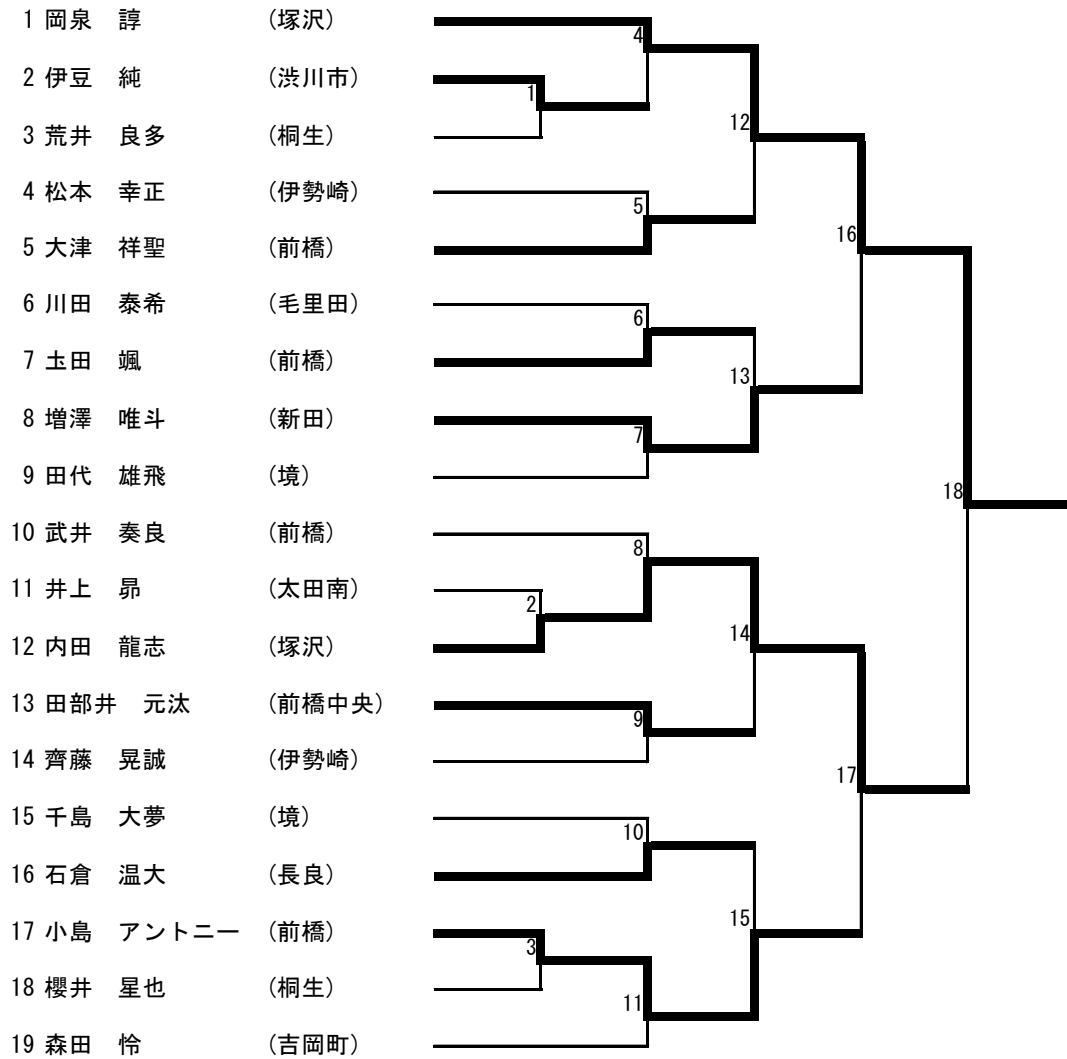 1 岡泉　諄 (塚沢)
2 伊豆　純 (渋川市)
3 荒井　良多 (桐生)
4 松本　幸正 (伊勢崎)
5 大津　祥聖 (前橋)
6 川田　泰希 (毛里田)
7 圡田　颯 (前橋)
8 増澤　唯斗 (新田)
9 田代　雄飛 (境)
10 武井　奏良 (前橋)
11 井上　昴 (太田南)
12 内田　龍志 (塚沢)
13 田部井　元汰 (前橋中央)
14 齊藤　晃誠 (伊勢崎)
15 千島　大夢 (境)
16 石倉　温大 (長良)
17 小島　アントニー (前橋)
18 櫻井　星也 (桐生)
19 森田　怜 (吉岡町)
1
2
3
4
5
6
7
8
9
10
11
12
13
14
15
16
17
18